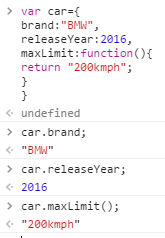 > var car={
brand:"BMW",
releaseYear:2016,
maxLimit:function(){
return "200kmph";
}
}
< undefined
> car.brand;
< "BMW"
> car.releaseYear;
< 2016
> car.maxLimit();
< "200kmph"